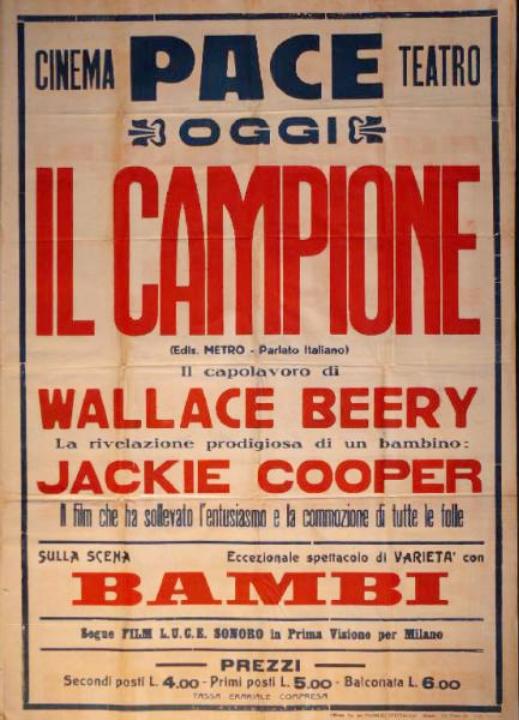 CINEMA PACE TEATRO
OGGI
IL CAMPIONE
(Edis. METRO - Parlato Italiano)
Il capolavoro di
WALLACE BEERY
La rivelazione prodigiosa di un bambino:
JACKIE COOPER
Il film che ha sollevato l'entusiasmo e la commozione di tutte le folle
SULLA SCENA Eccezionale spettacolo di VARIETA' con
BAMBI
Segue FILM L.U.C.E. SONORO in Prima Visione per Milano
PREZZI
Secondi posti L. 4.00 - Primi posti L. 5.00 - Balconata L. 6.00
TASSA ERARIALE COMPRESA